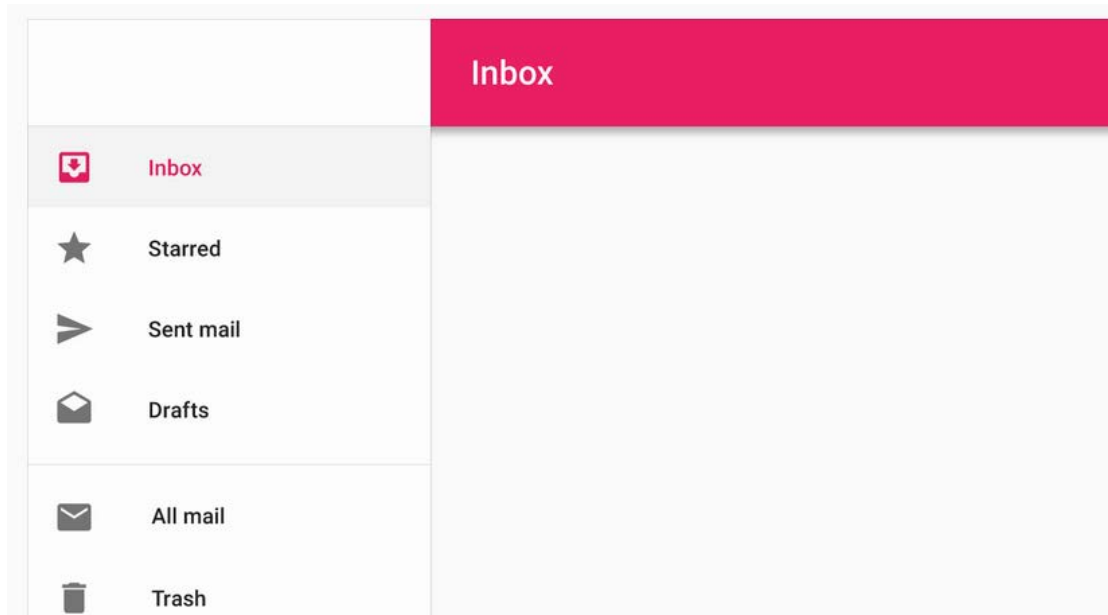 Inbox
Inbox
Starred
Sent mail
Drafts
All mail
Trash